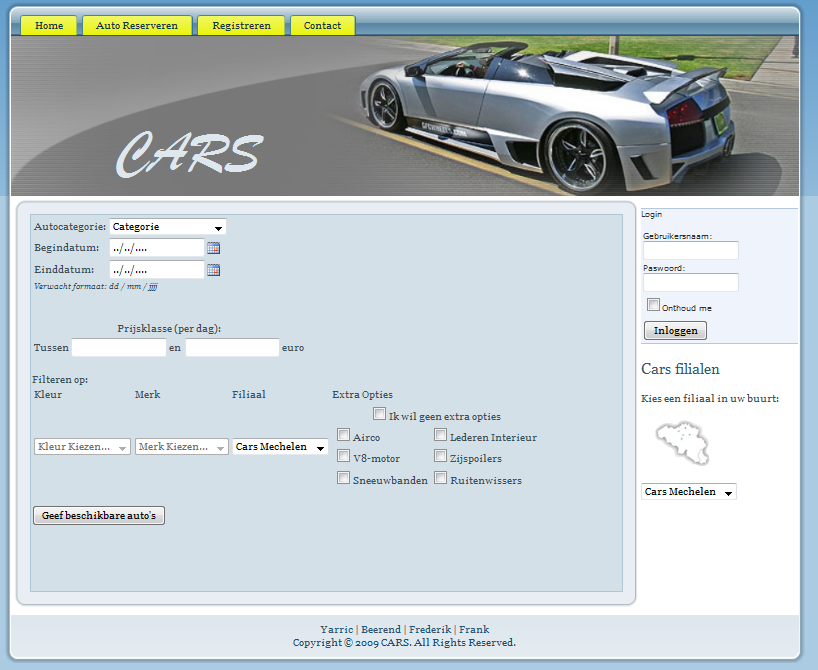 Home Auto Reserveren Registreren Contact
CARS
Autocategorie: Categorie
Begindatum: ../../....
Einddatum: ../../....
Verwacht formaat: dd / mm / jjjj
Prijsklasse (per dag):
Tussen en euro
Filteren op:
Kleur Merk Filiaal Extra Opties
Ik wil geen extra opties
Airco Lederen Interieur
Kleur Kiezen... Merk Kiezen... Cars Mechelen
V8-motor Zijspoilers
Sneeuwbanden Ruitenwissers
Geef beschikbare auto's
Login
Gebruikersnaam:
Paswoord:
Onthoud me
Inloggen
Cars filialen
Kies een filiaal in uw buurt:
Cars Mechelen
Yarric | Beerend | Frederik | Frank
Copyright © 2009 CARS. All Rights Reserved.